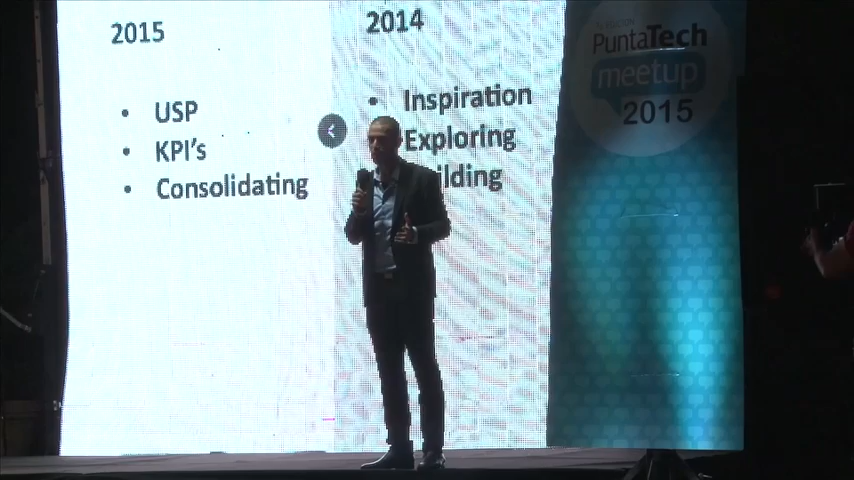 2015
• USP
• KPI's
• Consolidating
2014
• Inspiration
Exploring
ilding
PuntaTech
meetup
2015